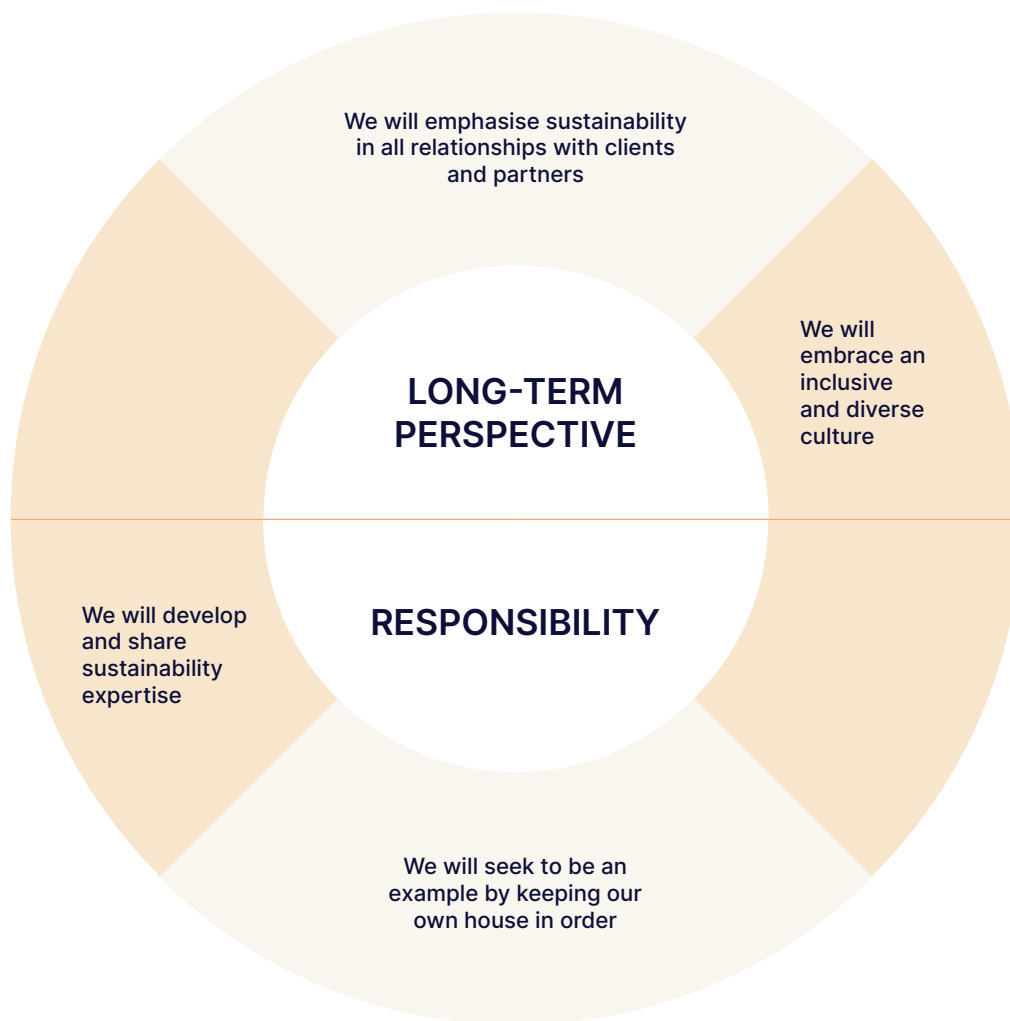 We will emphasise sustainability
in all relationships with clients
and partners
We will
embrace an
inclusive
and diverse
culture
LONG-TERM
PERSPECTIVE
RESPONSIBILITY
We will develop
and share
sustainability
expertise
We will seek to be an
example by keeping our
own house in order